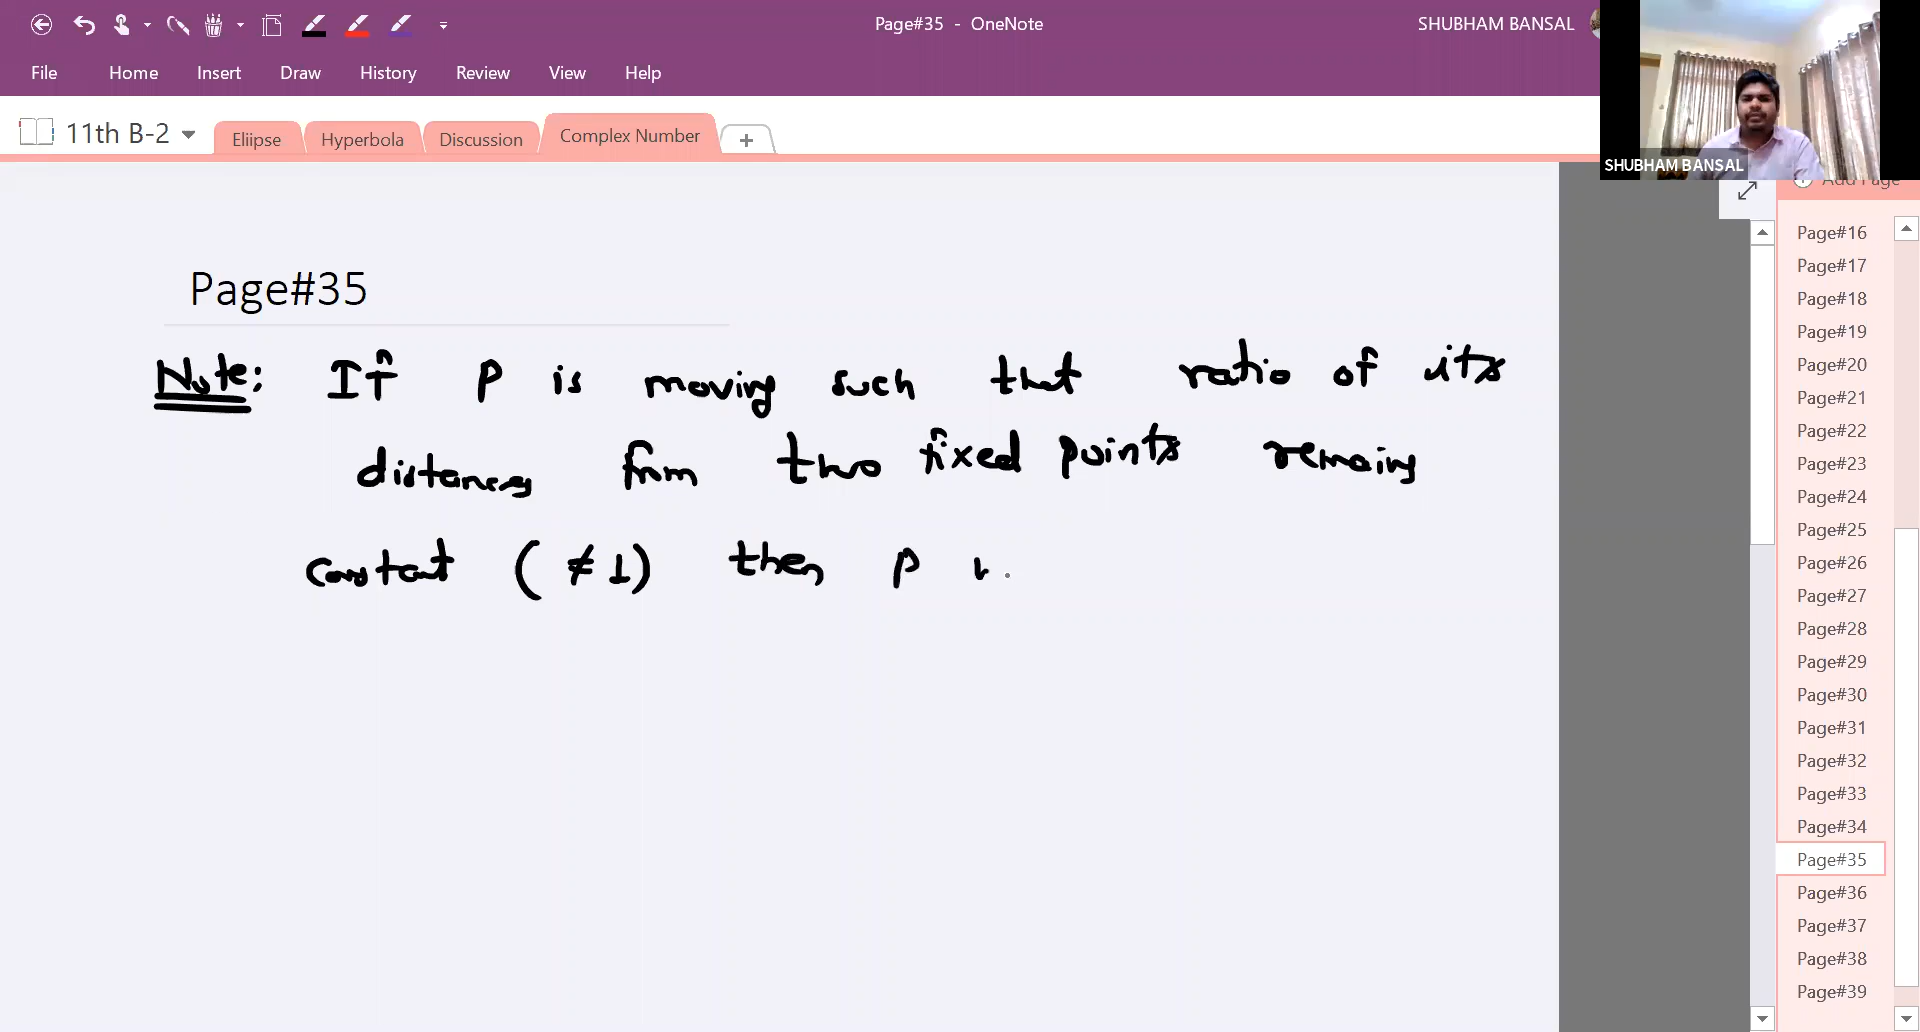 Page#35 - OneNote
SHUBHAM BANSAL
File Home Insert Draw History Review View Help
11th B-2 Eliipse Hyperbola Discussion Complex Number +
SHUBHAM BANSAL
Add Page
Page#35
Note: If P is moving such that ratio of its
distances from two fixed points remains
constant ( ≠ 1) then P
Page#16
Page#17
Page#18
Page#19
Page#20
Page#21
Page#22
Page#23
Page#24
Page#25
Page#26
Page#27
Page#28
Page#29
Page#30
Page#31
Page#32
Page#33
Page#34
Page#35
Page#36
Page#37
Page#38
Page#39